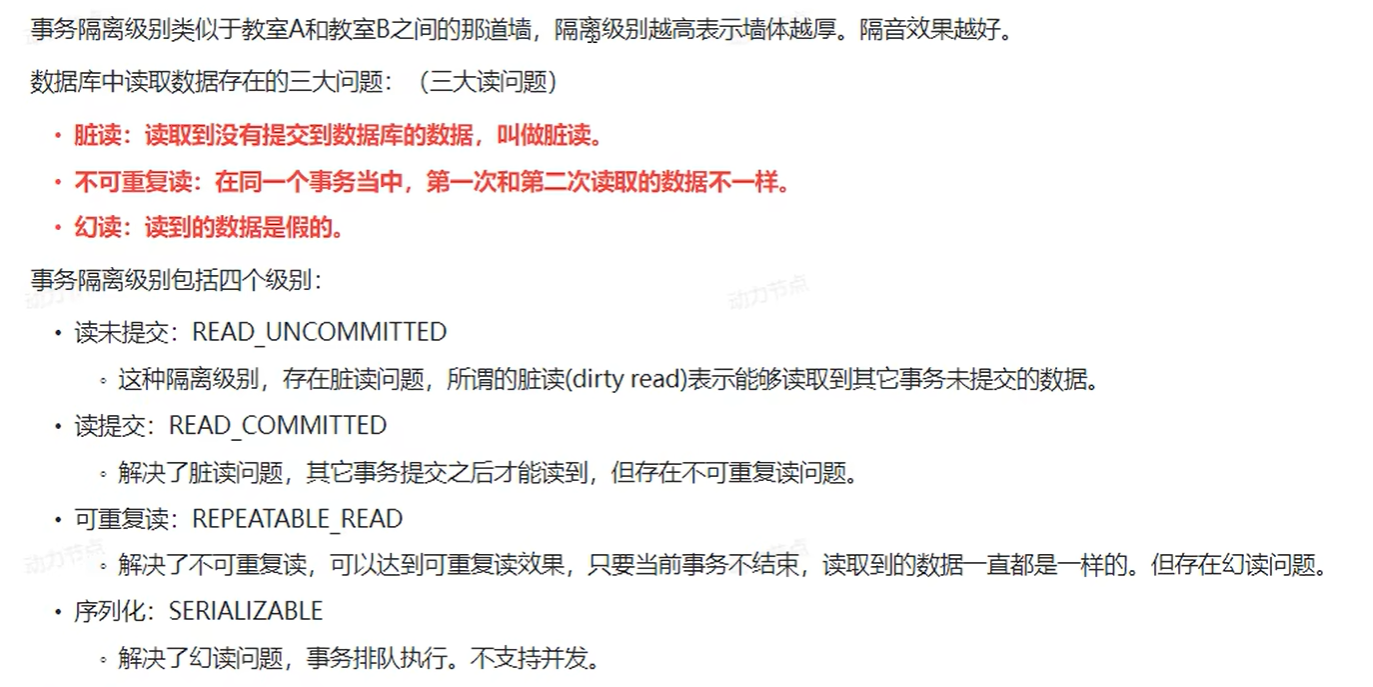 事务隔离级别类似于教室A和教室B之间的那道墙，隔离级别越高表示墙体越厚。隔音效果越好。
数据库中读取数据存在的三大问题：（三大读问题）
• 脏读：读取到没有提交到数据库的数据，叫做脏读。
• 不可重复读：在同一个事务当中，第一次和第二次读取的数据不一样。
• 幻读：读到的数据是假的。
事务隔离级别包括四个级别：
动力节点
动力节点
• 读未提交：READ_UNCOMMITTED
◦ 这种隔离级别，存在脏读问题，所谓的脏读(dirty read)表示能够读取到其它事务未提交的数据。
• 读提交：READ_COMMITTED
◦ 解决了脏读问题，其它事务提交之后才能读到，但存在不可重复读问题。
• 可重复读：REPEATABLE_READ
动力节点
动力节点
◦ 解决了不可重复读，可以达到可重复读效果，只要当前事务不结束，读取到的数据一直都是一样的。但存在幻读问题。
• 序列化：SERIALIZABLE
◦ 解决了幻读问题，事务排队执行。不支持并发。